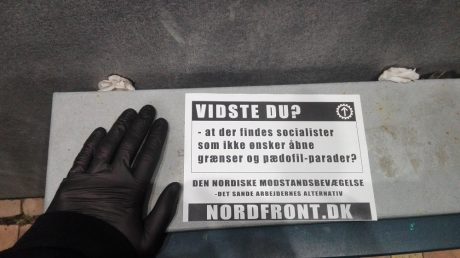 VIDSTE DU?
- at der findes socialister
som ikke ønsker åbne
grænser og pædofil-parader?
DEN NORDISKE MODSTANDSBEVÆGELSE
-DET SANDE ARBEJDERNES ALTERNATIV
NORDFRONT.DK